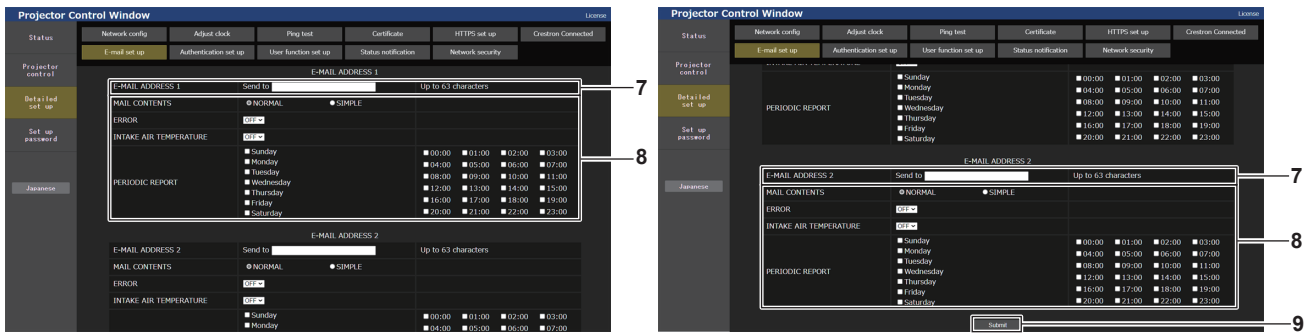 Projector Control Window License
Status Network config Adjust clock Ping test Certificate HTTPS set up Crestron Connected
E-mail set up Authentication set up User function set up Status notification Network security
Projector control
Detailed set up
Set up password
Japanese
E-MAIL ADDRESS 1
E-MAIL ADDRESS 1 Send to Up to 63 characters 7
MAIL CONTENTS NORMAL SIMPLE
ERROR OFF
INTAKE AIR TEMPERATURE OFF
PERIODIC REPORT 8
Sunday
Monday
Tuesday
Wednesday
Thursday
Friday
Saturday
00:00 01:00 02:00 03:00
04:00 05:00 06:00 07:00
08:00 09:00 10:00 11:00
12:00 13:00 14:00 15:00
16:00 17:00 18:00 19:00
20:00 21:00 22:00 23:00
E-MAIL ADDRESS 2
E-MAIL ADDRESS 2 Send to Up to 63 characters
MAIL CONTENTS NORMAL SIMPLE
ERROR OFF
INTAKE AIR TEMPERATURE OFF
Sunday 00:00 01:00 02:00 03:00
Monday 04:00 05:00 06:00 07:00
Projector Control Window License
Status Network config Adjust clock Ping test Certificate HTTPS set up Crestron Connected
E-mail set up Authentication set up User function set up Status notification Network security
Projector control
Detailed set up
Set up password
Japanese
PERIODIC REPORT
Sunday
Monday
Tuesday
Wednesday
Thursday
Friday
Saturday
00:00 01:00 02:00 03:00
04:00 05:00 06:00 07:00
08:00 09:00 10:00 11:00
12:00 13:00 14:00 15:00
16:00 17:00 18:00 19:00
20:00 21:00 22:00 23:00
E-MAIL ADDRESS 2
E-MAIL ADDRESS 2 Send to Up to 63 characters 7
MAIL CONTENTS NORMAL SIMPLE
ERROR OFF
INTAKE AIR TEMPERATURE OFF
PERIODIC REPORT 8
Sunday
Monday
Tuesday
Wednesday
Thursday
Friday
Saturday
00:00 01:00 02:00 03:00
04:00 05:00 06:00 07:00
08:00 09:00 10:00 11:00
12:00 13:00 14:00 15:00
16:00 17:00 18:00 19:00
20:00 21:00 22:00 23:00
Submit 9